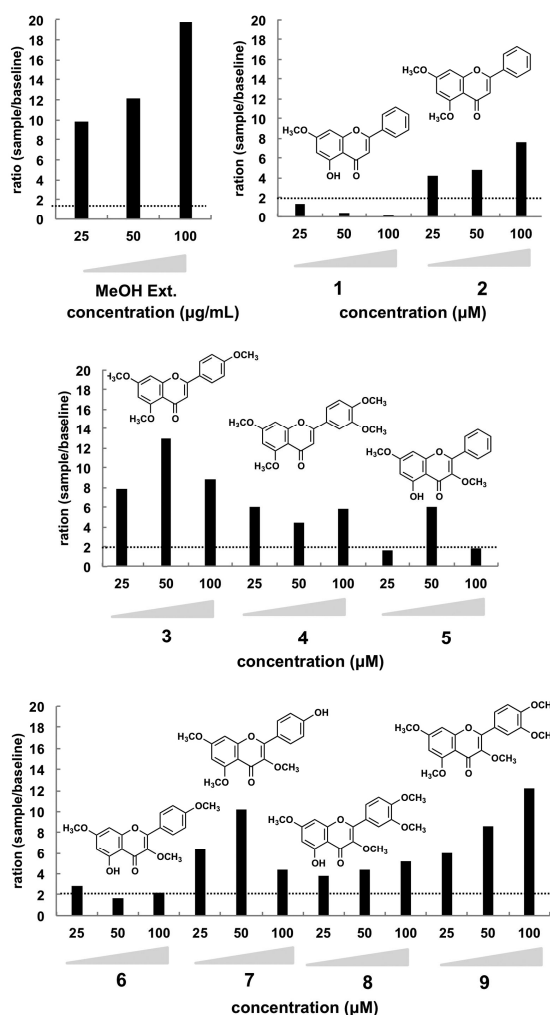 ratio (sample/baseline)
20
18
16
14
12
10
8
6
4
2
0
25 50 100
MeOH Ext.
concentration (µg/mL)
ration (sample/baseline)
20
18
16
14
12
10
8
6
4
2
0
H₃CO O
OH O
H₃CO O
OCH₃ O
25 50 100 25 50 100
1 2
concentration (µM)
ration (sample/baseline)
20
18
16
14
12
10
8
6
4
2
0
₃CO O OCH₃
OCH₃ O
H₃CO O OCH₃
OCH₃
H₃CO O
H₃CO O
OCH₃
OH O
25 50 100 25 50 100 25 50 100
3 4 5
concentration (µM)
ration (sample/baseline)
20
18
16
14
12
10
8
6
4
2
0
H₃CO O OCH₃
OCH₃
OH O
H₃CO O OH
OCH₃
OCH₃ O
H₃CO O OCH₃
OCH₃
OCH₃
OH O
H₃CO O OCH
OCH
OCH₃
OCH₃ O
25 50 100 25 50 100 25 50 100 25 50 100
6 7 8 9
concentration (µM)